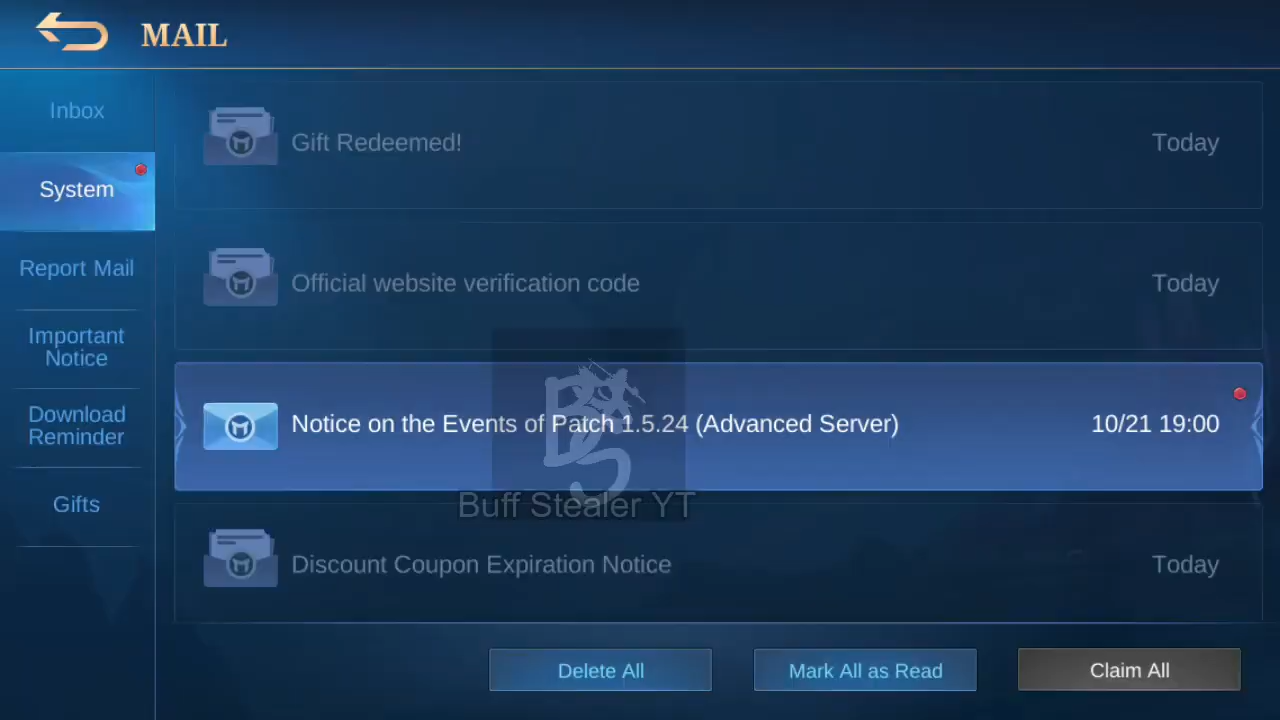 MAIL
Inbox
System
Report Mail
Important
Notice
Download
Reminder
Gifts
Gift Redeemed!
Today
Official website verification code
Today
Notice on the Events of Patch 1.5.24 (Advanced Server)
10/21 19:00
BS
Buff Stealer YT
Discount Coupon Expiration Notice
Today
Delete All
Mark All as Read
Claim All